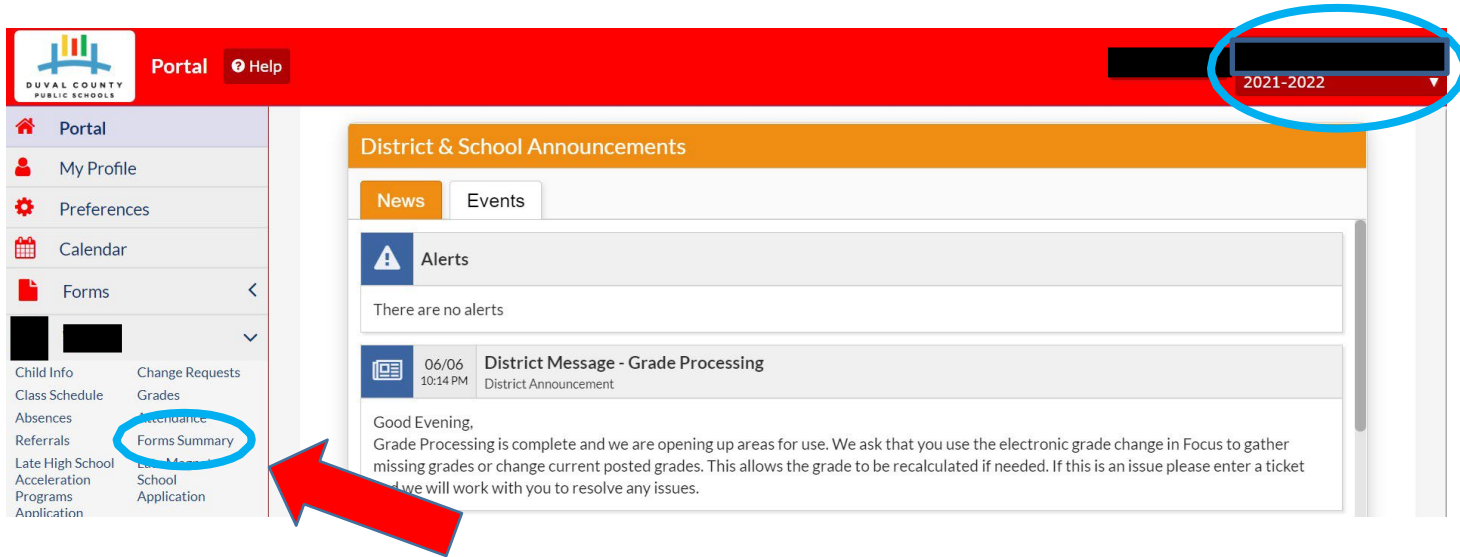 DUVAL COUNTY
PUBLIC SCHOOLS
Portal
Help
2021-2022
Portal
My Profile
Preferences
Calendar
Forms
Child Info
Change Requests
Class Schedule
Grades
Absences
Attendance
Referrals
Forms Summary
Late High School
Acceleration
Programs
Application
School
Application
District & School Announcements
News
Events
Alerts
There are no alerts
06/06
10:14 PM
District Message - Grade Processing
District Announcement
Good Evening,
Grade Processing is complete and we are opening up areas for use. We ask that you use the electronic grade change in Focus to gather
missing grades or change current posted grades. This allows the grade to be recalculated if needed. If this is an issue please enter a ticket
we will work with you to resolve any issues.